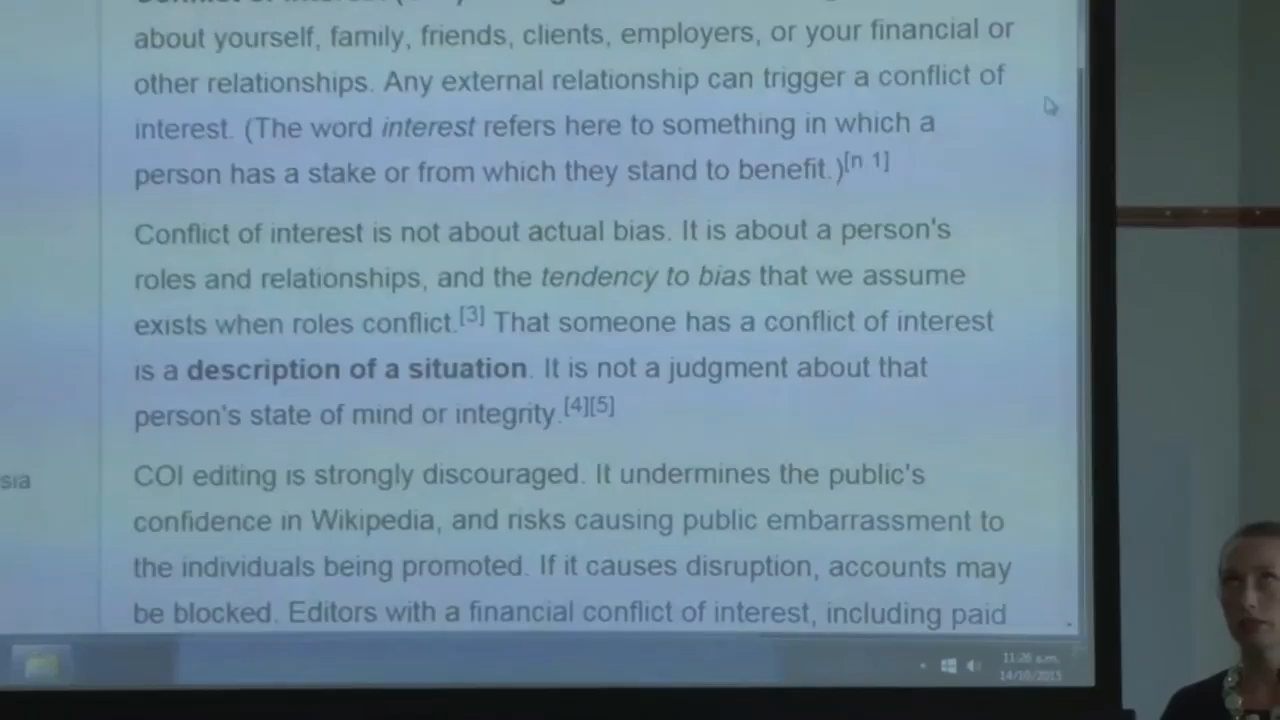 about yourself, family, friends, clients, employers, or your financial or
other relationships. Any external relationship can trigger a conflict of
interest. (The word interest refers here to something in which a
person has a stake or from which they stand to benefit.)[n 1]
Conflict of interest is not about actual bias. It is about a person's
roles and relationships, and the tendency to bias that we assume
exists when roles conflict.[3] That someone has a conflict of interest
is a description of a situation. It is not a judgment about that
person's state of mind or integrity.[4][5]
sia
COI editing is strongly discouraged. It undermines the public's
confidence in Wikipedia, and risks causing public embarrassment to
the individuals being promoted. If it causes disruption, accounts may
be blocked. Editors with a financial conflict of interest, including paid
11:26 a.m.